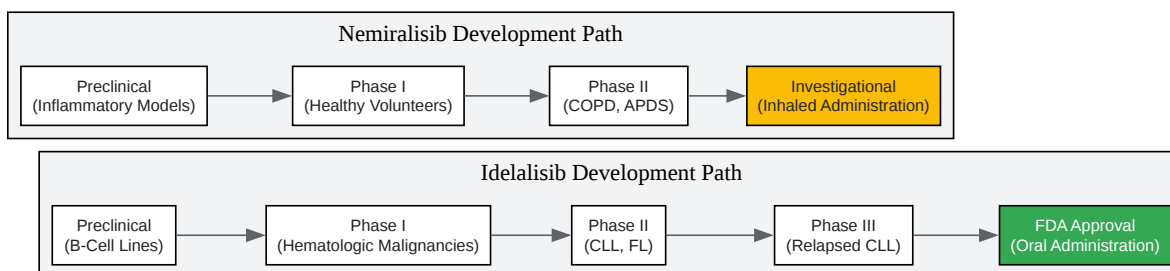 Nemiralisib Development Path
Preclinical
(Inflammatory Models)
Phase I
(Healthy Volunteers)
Phase II
(COPD, APDS)
Investigational
(Inhaled Administration)
Idelalisib Development Path
Preclinical
(B-Cell Lines)
Phase I
(Hematologic Malignancies)
Phase II
(CLL, FL)
Phase III
(Relapsed CLL)
FDA Approval
(Oral Administration)